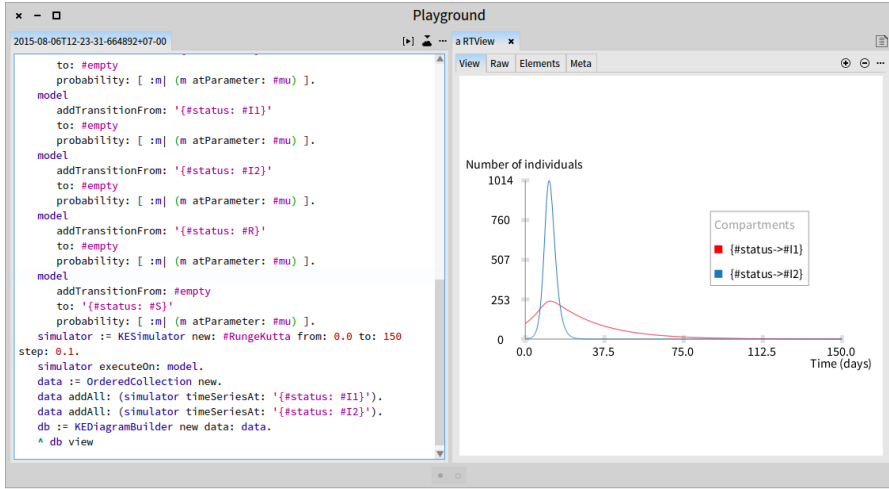 Playground
2015-08-06T12-23-31-664892+07-00
to: #empty
probability: [ :m| (m atParameter: #mu) ].
model
addTransitionFrom: '{#status: #I1}'
to: #empty
probability: [ :m| (m atParameter: #mu) ].
model
addTransitionFrom: '{#status: #I2}'
to: #empty
probability: [ :m| (m atParameter: #mu) ].
model
addTransitionFrom: '{#status: #R}'
to: #empty
probability: [ :m| (m atParameter: #mu) ].
model
addTransitionFrom: #empty
to: '{#status: #S}'
probability: [ :m| (m atParameter: #mu) ].
simulator := KESimulator new: #RungeKutta from: 0.0 to: 150
step: 0.1.
simulator executeOn: model.
data := OrderedCollection new.
data addAll: (simulator timeSeriesAt: '{#status: #I1}').
data addAll: (simulator timeSeriesAt: '{#status: #I2}').
db := KEDiagramBuilder new data: data.
^ db view
a RTView
View Raw Elements Meta
Number of individuals
1014
760
507
253
0
0.0 37.5 75.0 112.5 150.0
Time (days)
Compartments
{#status->#I1}
{#status->#I2}